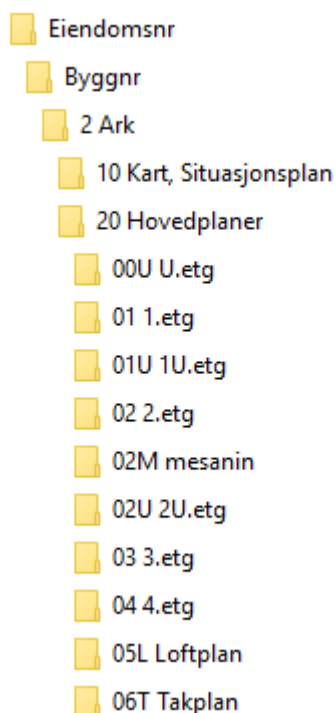 Eiendomsnr
Byggnr
2 Ark
10 Kart, Situasjonsplan
20 Hovedplaner
00U U.etg
01 1.etg
01U 1U.etg
02 2.etg
02M mesanin
02U 2U.etg
03 3.etg
04 4.etg
05L Loftplan
06T Takplan